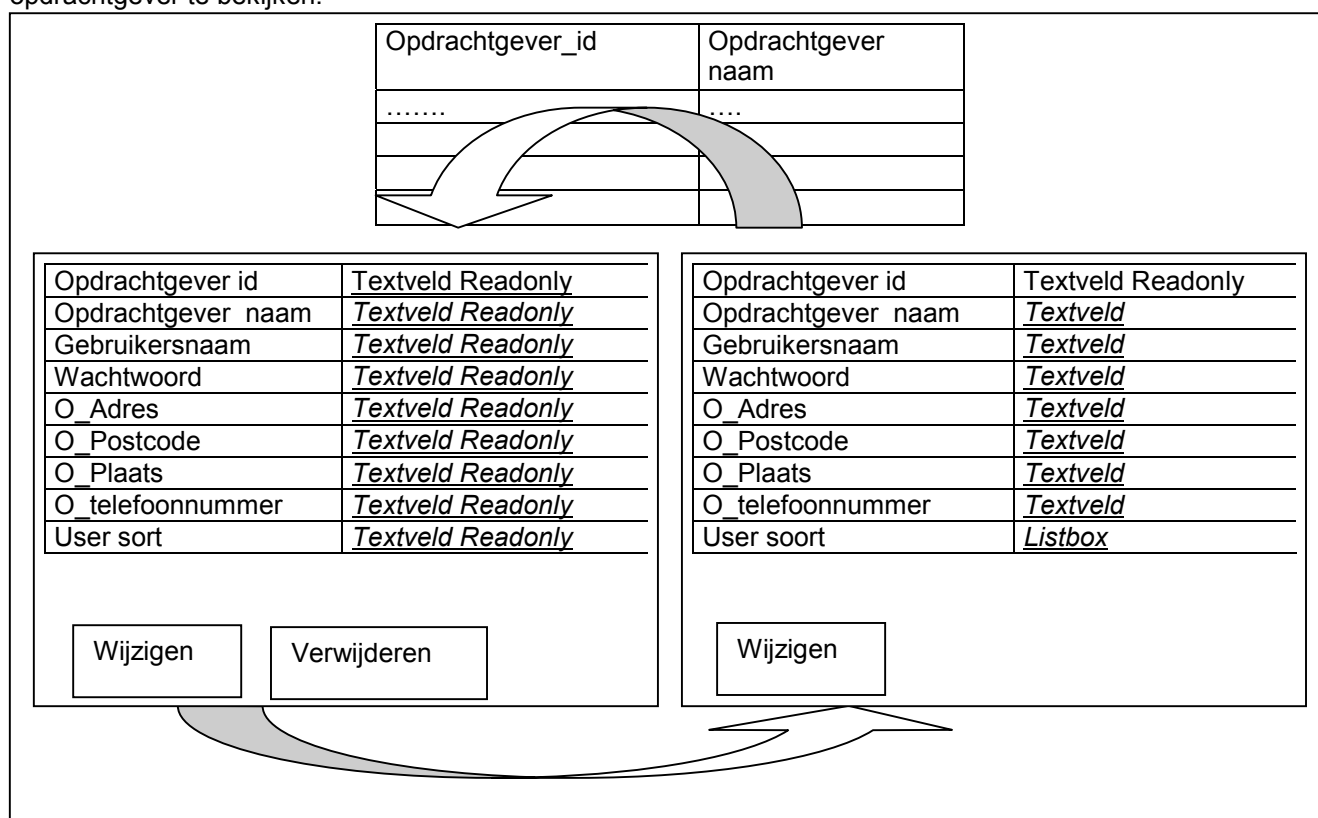 opdrachtgever te bekijken.
Opdrachtgever_id Opdrachtgever
naam
……. ….
Opdrachtgever id Textveld Readonly
Opdrachtgever naam Textveld Readonly
Gebruikersnaam Textveld Readonly
Wachtwoord Textveld Readonly
O_Adres Textveld Readonly
O_Postcode Textveld Readonly
O_Plaats Textveld Readonly
O_telefoonnummer Textveld Readonly
User sort Textveld Readonly
Wijzigen Verwijderen
Opdrachtgever id Textveld Readonly
Opdrachtgever naam Textveld
Gebruikersnaam Textveld
Wachtwoord Textveld
O_Adres Textveld
O_Postcode Textveld
O_Plaats Textveld
O_telefoonnummer Textveld
User soort Listbox
Wijzigen